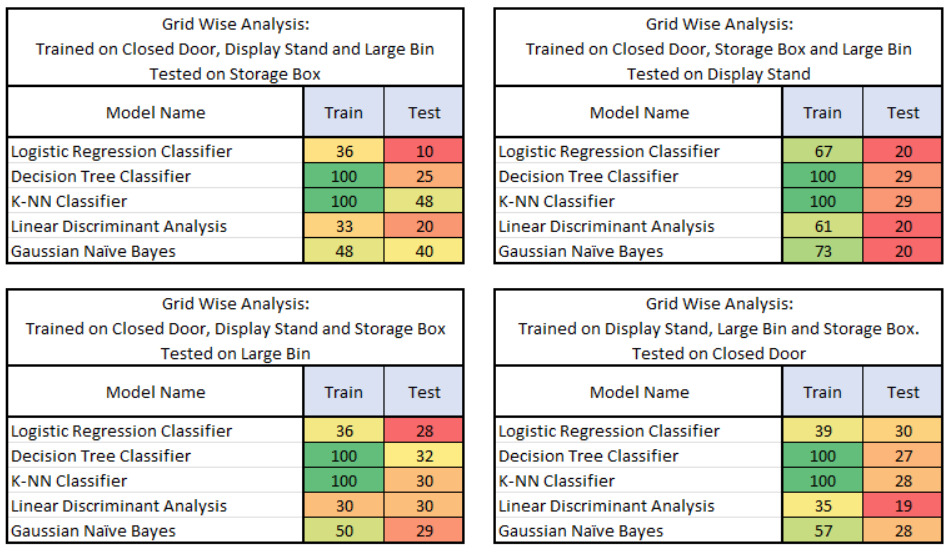 Grid Wise Analysis:
Trained on Closed Door, Display Stand and Large Bin
Tested on Storage Box
Model Name Train Test
Logistic Regression Classifier 36 10
Decision Tree Classifier 100 25
K-NN Classifier 100 48
Linear Discriminant Analysis 33 20
Gaussian Naïve Bayes 48 40
Grid Wise Analysis:
Trained on Closed Door, Storage Box and Large Bin
Tested on Display Stand
Model Name Train Test
Logistic Regression Classifier 67 20
Decision Tree Classifier 100 29
K-NN Classifier 100 29
Linear Discriminant Analysis 61 20
Gaussian Naïve Bayes 73 20
Grid Wise Analysis:
Trained on Closed Door, Display Stand and Storage Box
Tested on Large Bin
Model Name Train Test
Logistic Regression Classifier 36 28
Decision Tree Classifier 100 32
K-NN Classifier 100 30
Linear Discriminant Analysis 30 30
Gaussian Naïve Bayes 50 29
Grid Wise Analysis:
Trained on Display Stand, Large Bin and Storage Box.
Tested on Closed Door
Model Name Train Test
Logistic Regression Classifier 39 30
Decision Tree Classifier 100 27
K-NN Classifier 100 28
Linear Discriminant Analysis 35 19
Gaussian Naïve Bayes 57 28